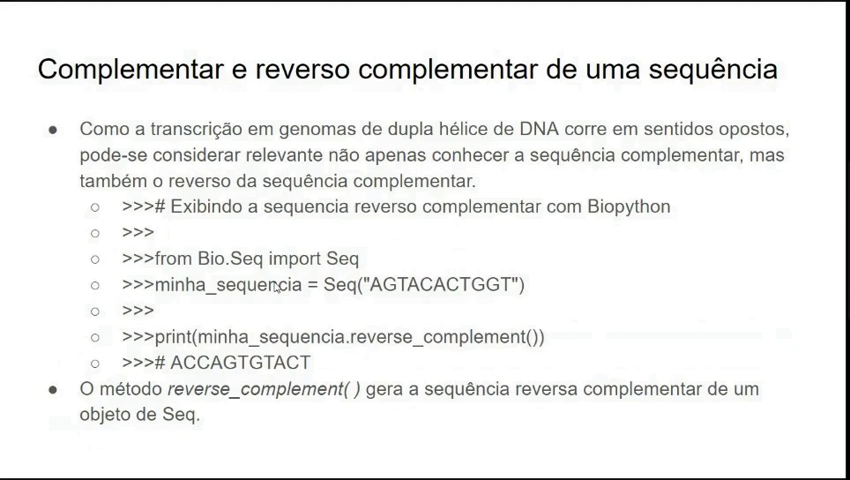 Complementar e reverso complementar de uma sequência
● Como a transcrição em genomas de dupla hélice de DNA corre em sentidos opostos,
pode-se considerar relevante não apenas conhecer a sequência complementar, mas
também o reverso da sequência complementar.
○ >>># Exibindo a sequencia reverso complementar com Biopython
○ >>>
○ >>>from Bio.Seq import Seq
○ >>>minha_sequencia = Seq("AGTACACTGGT")
○ >>>
○ >>>print(minha_sequencia.reverse_complement())
○ >>># ACCAGTGTACT
● O método reverse_complement( ) gera a sequência reversa complementar de um
objeto de Seq.